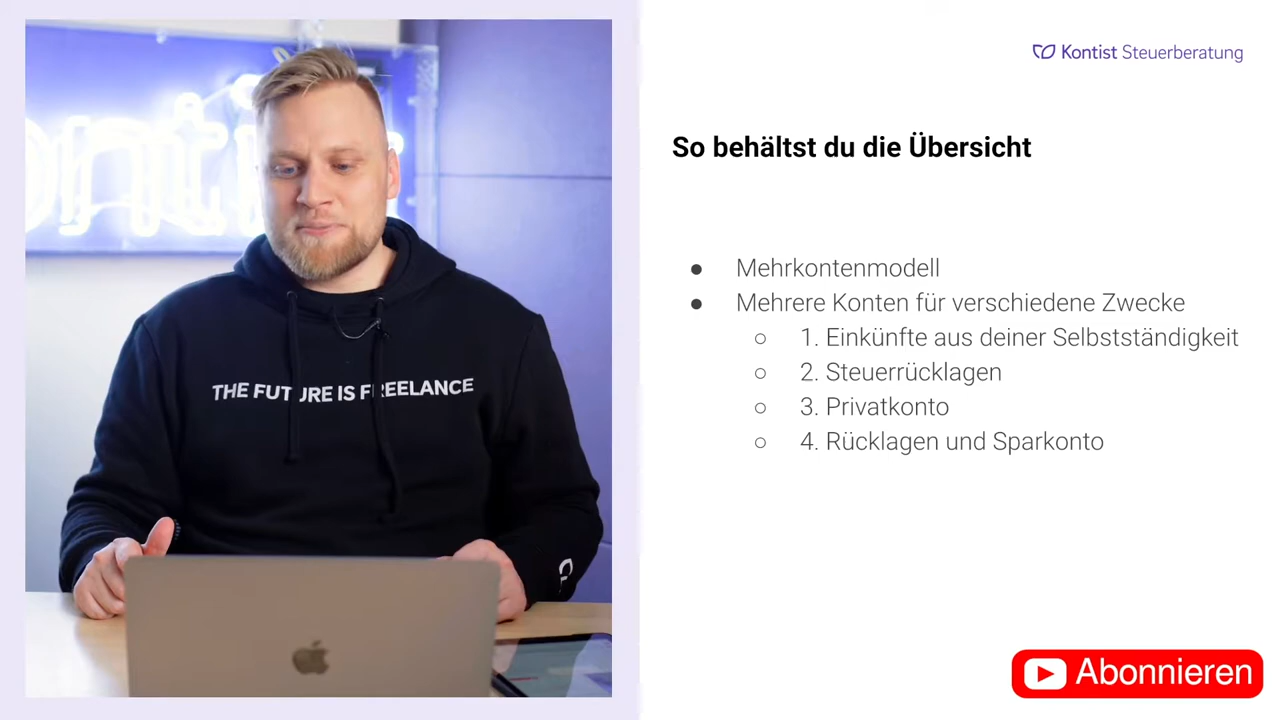 Kontist Steuerberatung
So behältst du die Übersicht
● Mehrkontenmodell
● Mehrere Konten für verschiedene Zwecke
○ 1. Einkünfte aus deiner Selbstständigkeit
○ 2. Steuerrücklagen
○ 3. Privatkonto
○ 4. Rücklagen und Sparkonto
THE FUTURE IS FREELANCE
Abonnieren